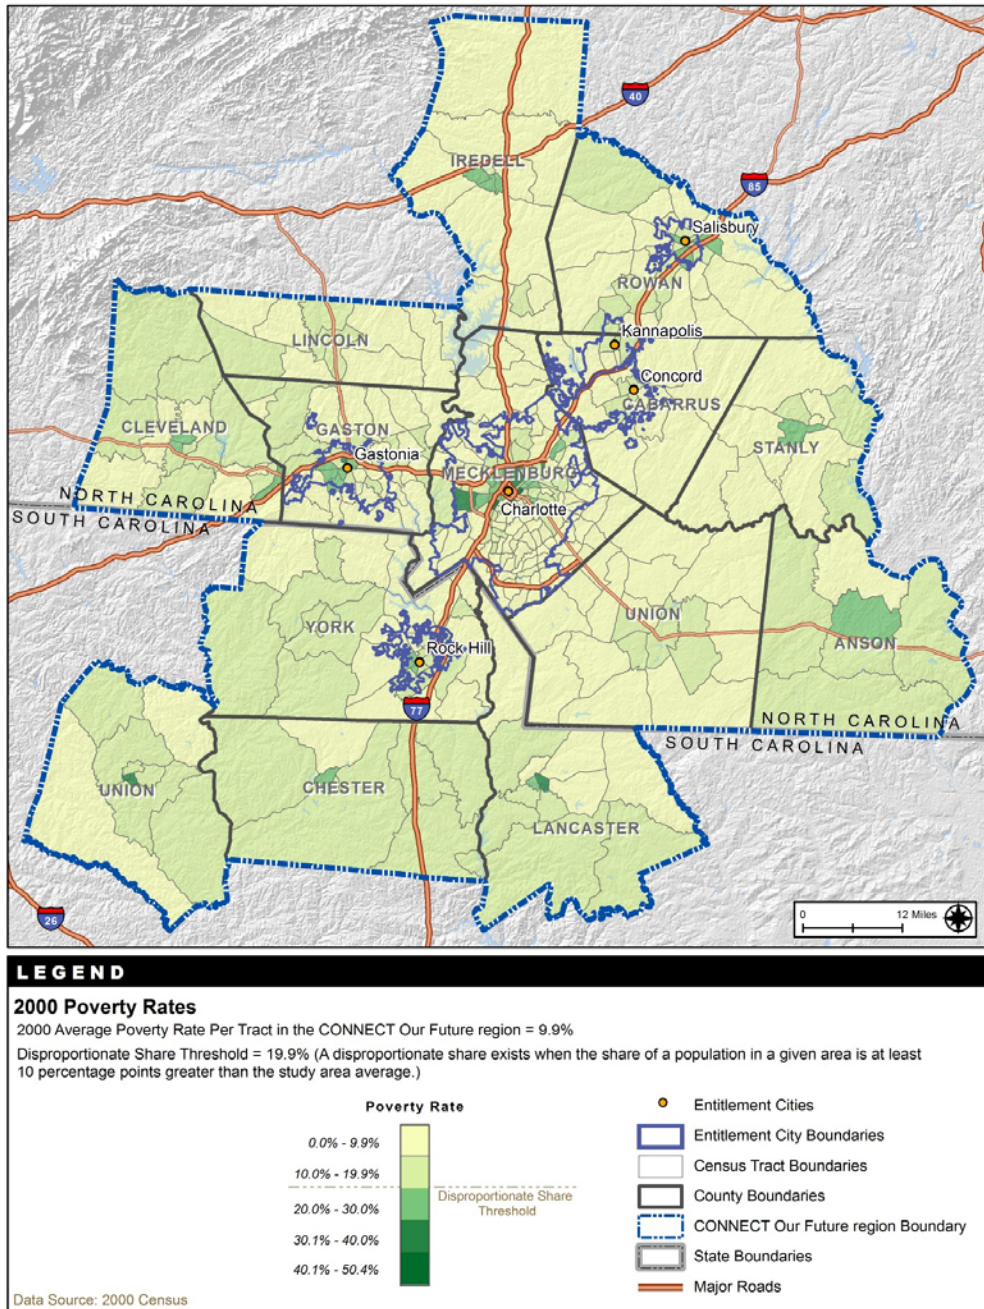 40
IREDELL
85
Salisbury
ROWAN
Kannapolis
LINCOLN
Concord
CABARRUS
CLEVELAND
GASTON
STANLY
Gastonia
MECKLENBURG
NORTH CAROLINA
SOUTH CAROLINA
Charlotte
YORK
UNION
ANSON
Rock Hill
77
NORTH CAROLINA
SOUTH CAROLINA
UNION
CHESTER
LANCASTER
26
0 12 Miles
LEGEND
2000 Poverty Rates
2000 Average Poverty Rate Per Tract in the CONNECT Our Future region = 9.9%
Disproportionate Share Threshold = 19.9% (A disproportionate share exists when the share of a population in a given area is at least
10 percentage points greater than the study area average.)
Poverty Rate
0.0% - 9.9%
10.0% - 19.9%
Disproportionate Share
Threshold
20.0% - 30.0%
30.1% - 40.0%
40.1% - 50.4%
Entitlement Cities
Entitlement City Boundaries
Census Tract Boundaries
County Boundaries
CONNECT Our Future region Boundary
State Boundaries
Major Roads
Data Source: 2000 Census